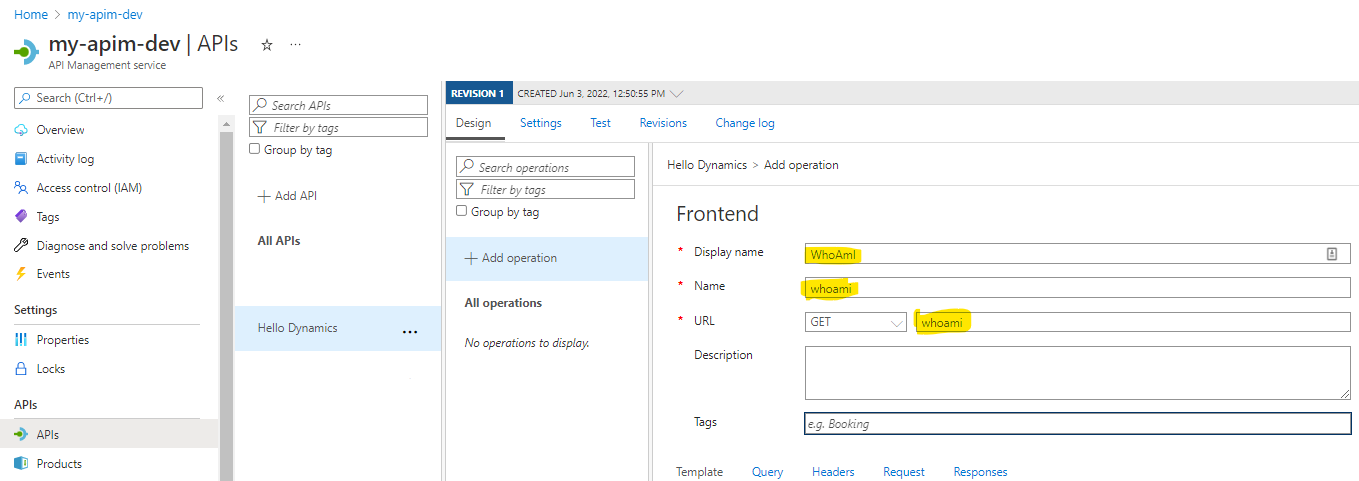 Home > my-apim-dev
my-apim-dev | APIs ☆ ...
API Management service
Search (Ctrl+/) «
Overview
Activity log
Access control (IAM)
Tags
Diagnose and solve problems
Events
Settings
Properties
Locks
APIs
APIs
Products
Search APIs
Filter by tags
Group by tag
+ Add API
All APIs
Hello Dynamics ...
REVISION 1 CREATED Jun 3, 2022, 12:50:55 PM
Design Settings Test Revisions Change log
Search operations
Filter by tags
Group by tag
+ Add operation
All operations
No operations to display.
Hello Dynamics > Add operation
Frontend
* Display name WhoAmI
* Name whoami
* URL GET whoami
Description
Tags e.g. Booking
Template Query Headers Request Responses